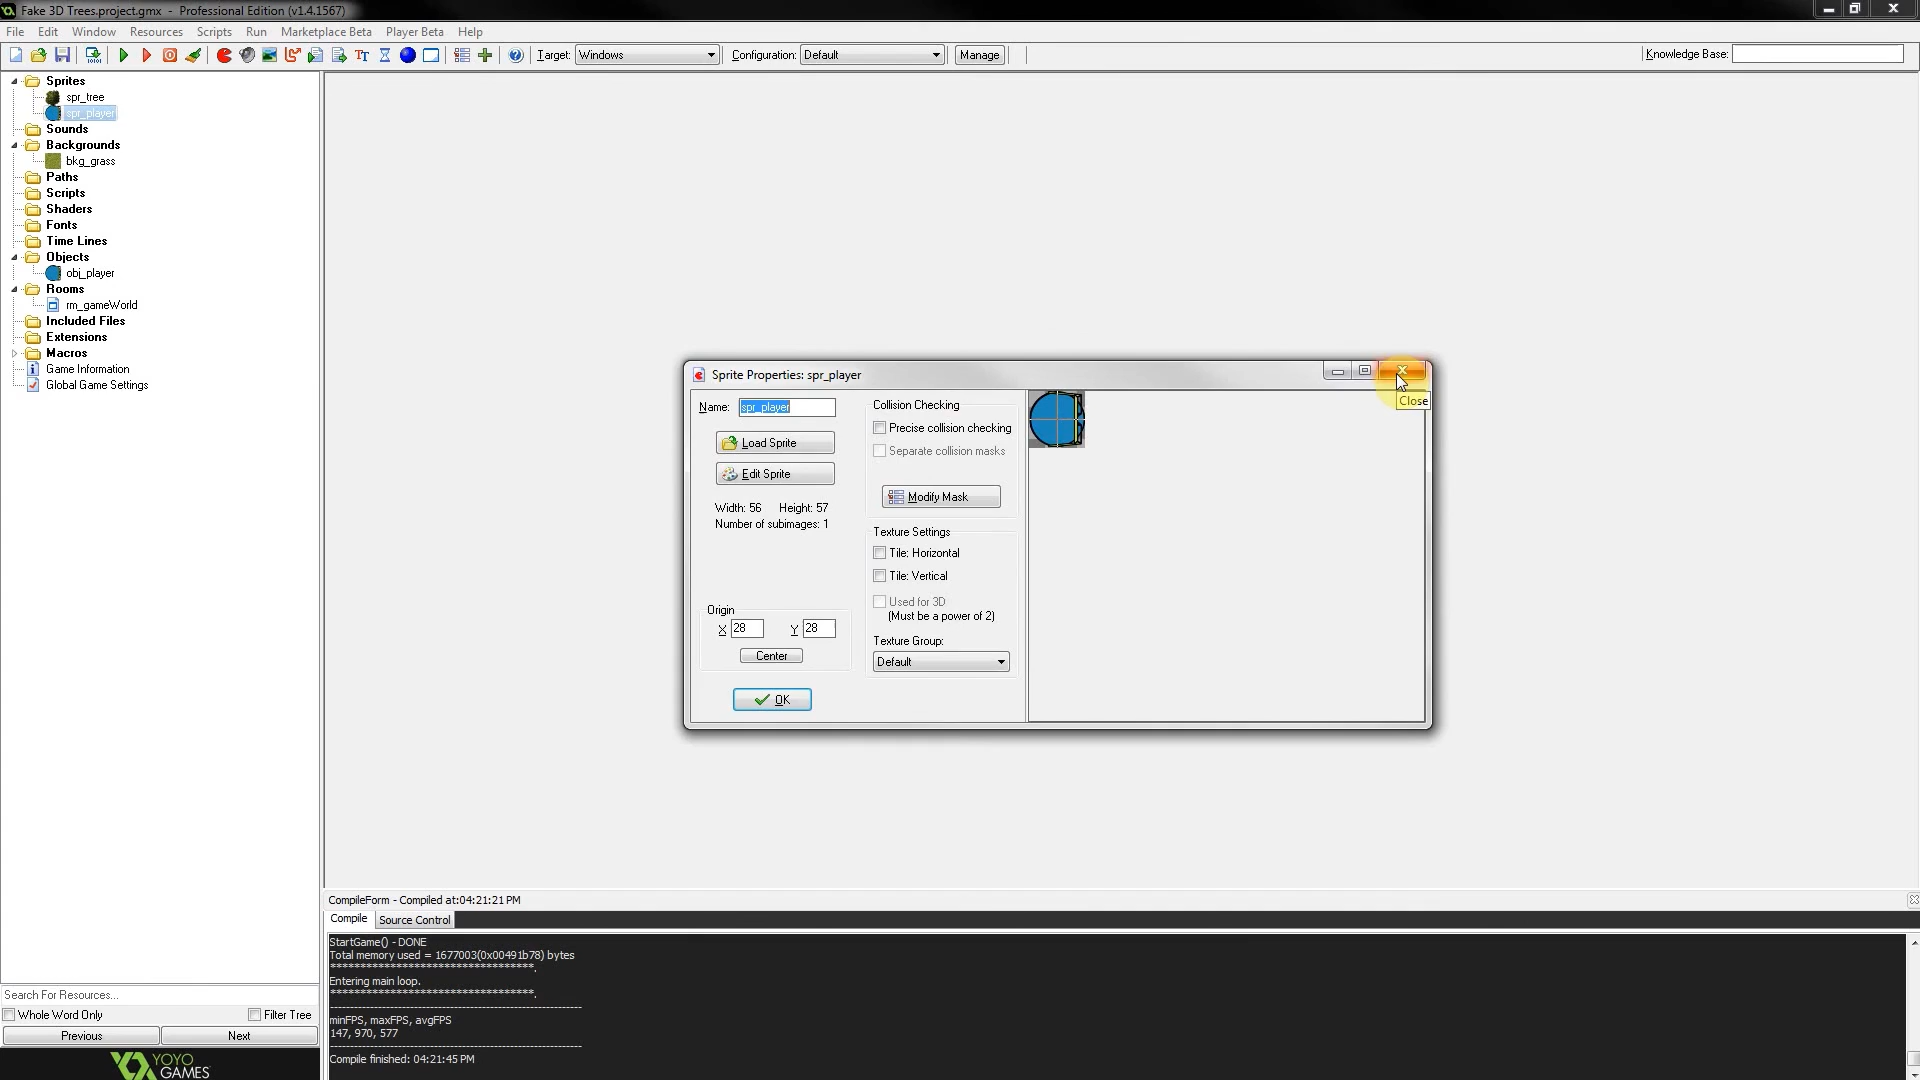 Fake 3D Trees.project.gmx - Professional Edition (v1.4.1567)
File Edit Window Resources Scripts Run Marketplace Beta Player Beta Help
Target: Windows Configuration: Default Manage Knowledge Base:
Sprites
spr_tree
spr_player
Sounds
Backgrounds
bkg_grass
Paths
Scripts
Shaders
Fonts
Time Lines
Objects
obj_player
Rooms
rm_gameWorld
Included Files
Extensions
Macros
Game Information
Global Game Settings
Search For Resources...
Whole Word Only Filter Tree
Previous Next
YOYO
GAMES
Sprite Properties: spr_player
Close
Name: spr_player
Load Sprite
Edit Sprite
Width: 56 Height: 57
Number of subimages: 1
Origin
X 28 Y 28
Center
OK
Collision Checking
Precise collision checking
Separate collision masks
Modify Mask
Texture Settings
Tile: Horizontal
Tile: Vertical
Used for 3D
(Must be a power of 2)
Texture Group:
Default
CompileForm - Compiled at:04:21:21 PM
Compile Source Control
StartGame() - DONE
Total memory used = 1677003(0x00491b78) bytes
**********************************.
Entering main loop.
**********************************.
--------------------------------------------------------------
minFPS, maxFPS, avgFPS
147, 970, 577
--------------------------------------------------------------
Compile finished: 04:21:45 PM